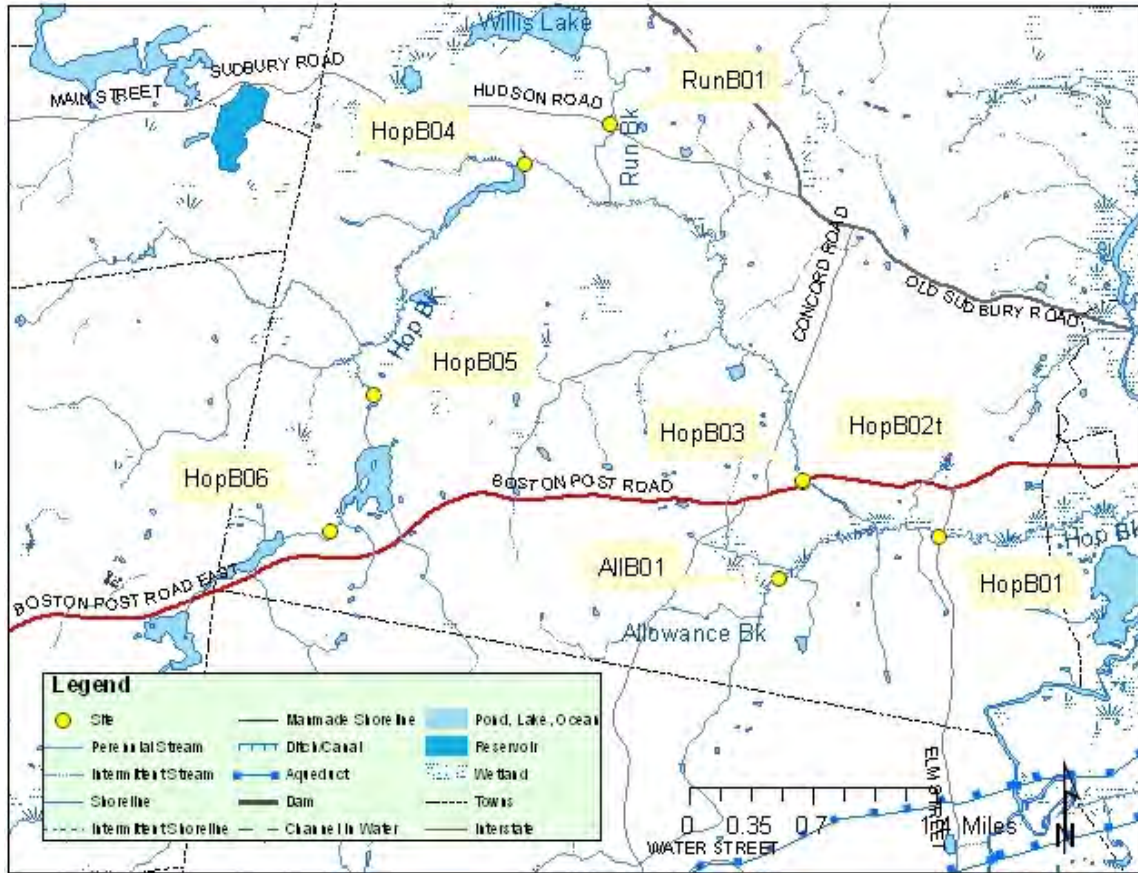 Willis Lake
SUDBURY ROAD
MAIN STREET
HUDSON ROAD
RunB01
HopB04
Run Bk
CONCORD ROAD
OLD SUDBURY ROAD
Hop Bk
HopB05
HopB03
HopB02t
HopB06
BOSTON POST ROAD
Hop Bk
AllB01
HopB01
BOSTON POST ROAD EAST
Allowance Bk
Legend
Site
Perennial Stream
Intermittent Stream
Shoreline
Intermittent Shoreline
Manmade Shoreline
Ditch/Canal
Aqueduct
Dam
Channel In Water
Pond, Lake, Ocean
Reservoir
Wetland
Towns
Interstate
ELM STREET
0 0.35 0.7 1.4 Miles
WATER STREET
N